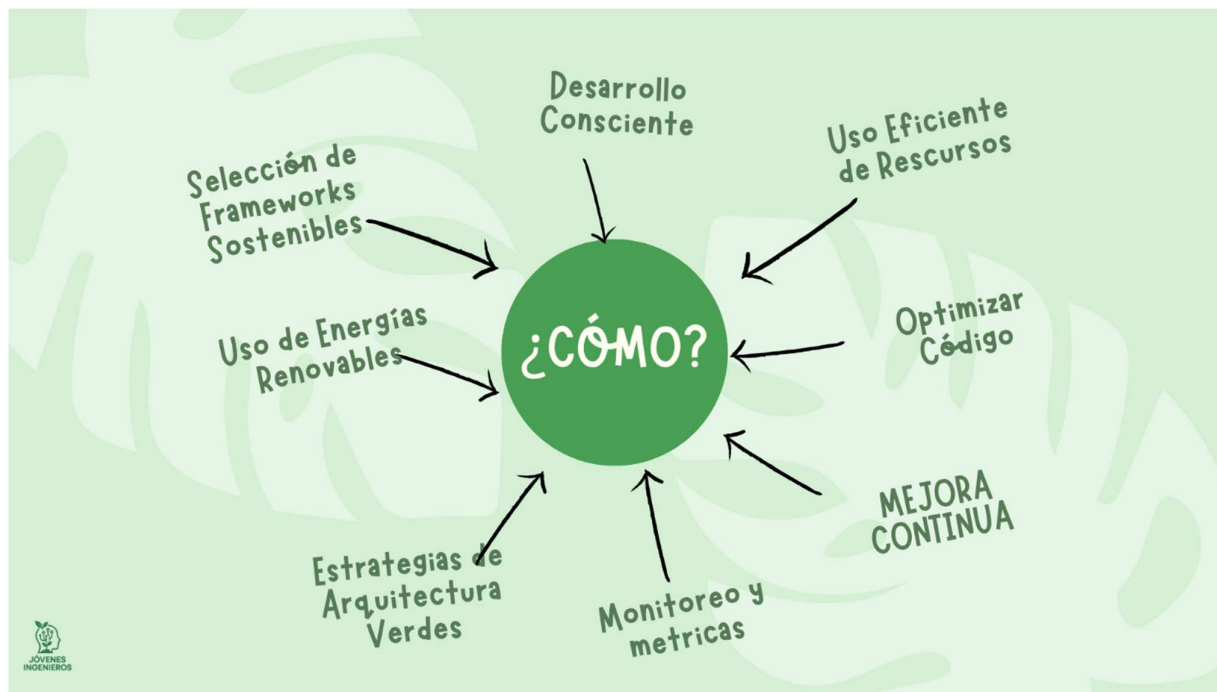 Desarrollo
Consciente
Uso Eficiente
de Rescursos
Selección de
Frameworks
Sostenibles
¿CÓMO?
Optimizar
Código
Uso de Energías
Renovables
MEJORA
CONTINUA
Estrategias de
Arquitectura
Verdes
Monitoreo y
metricas
JÓVENES
INGENIEROS